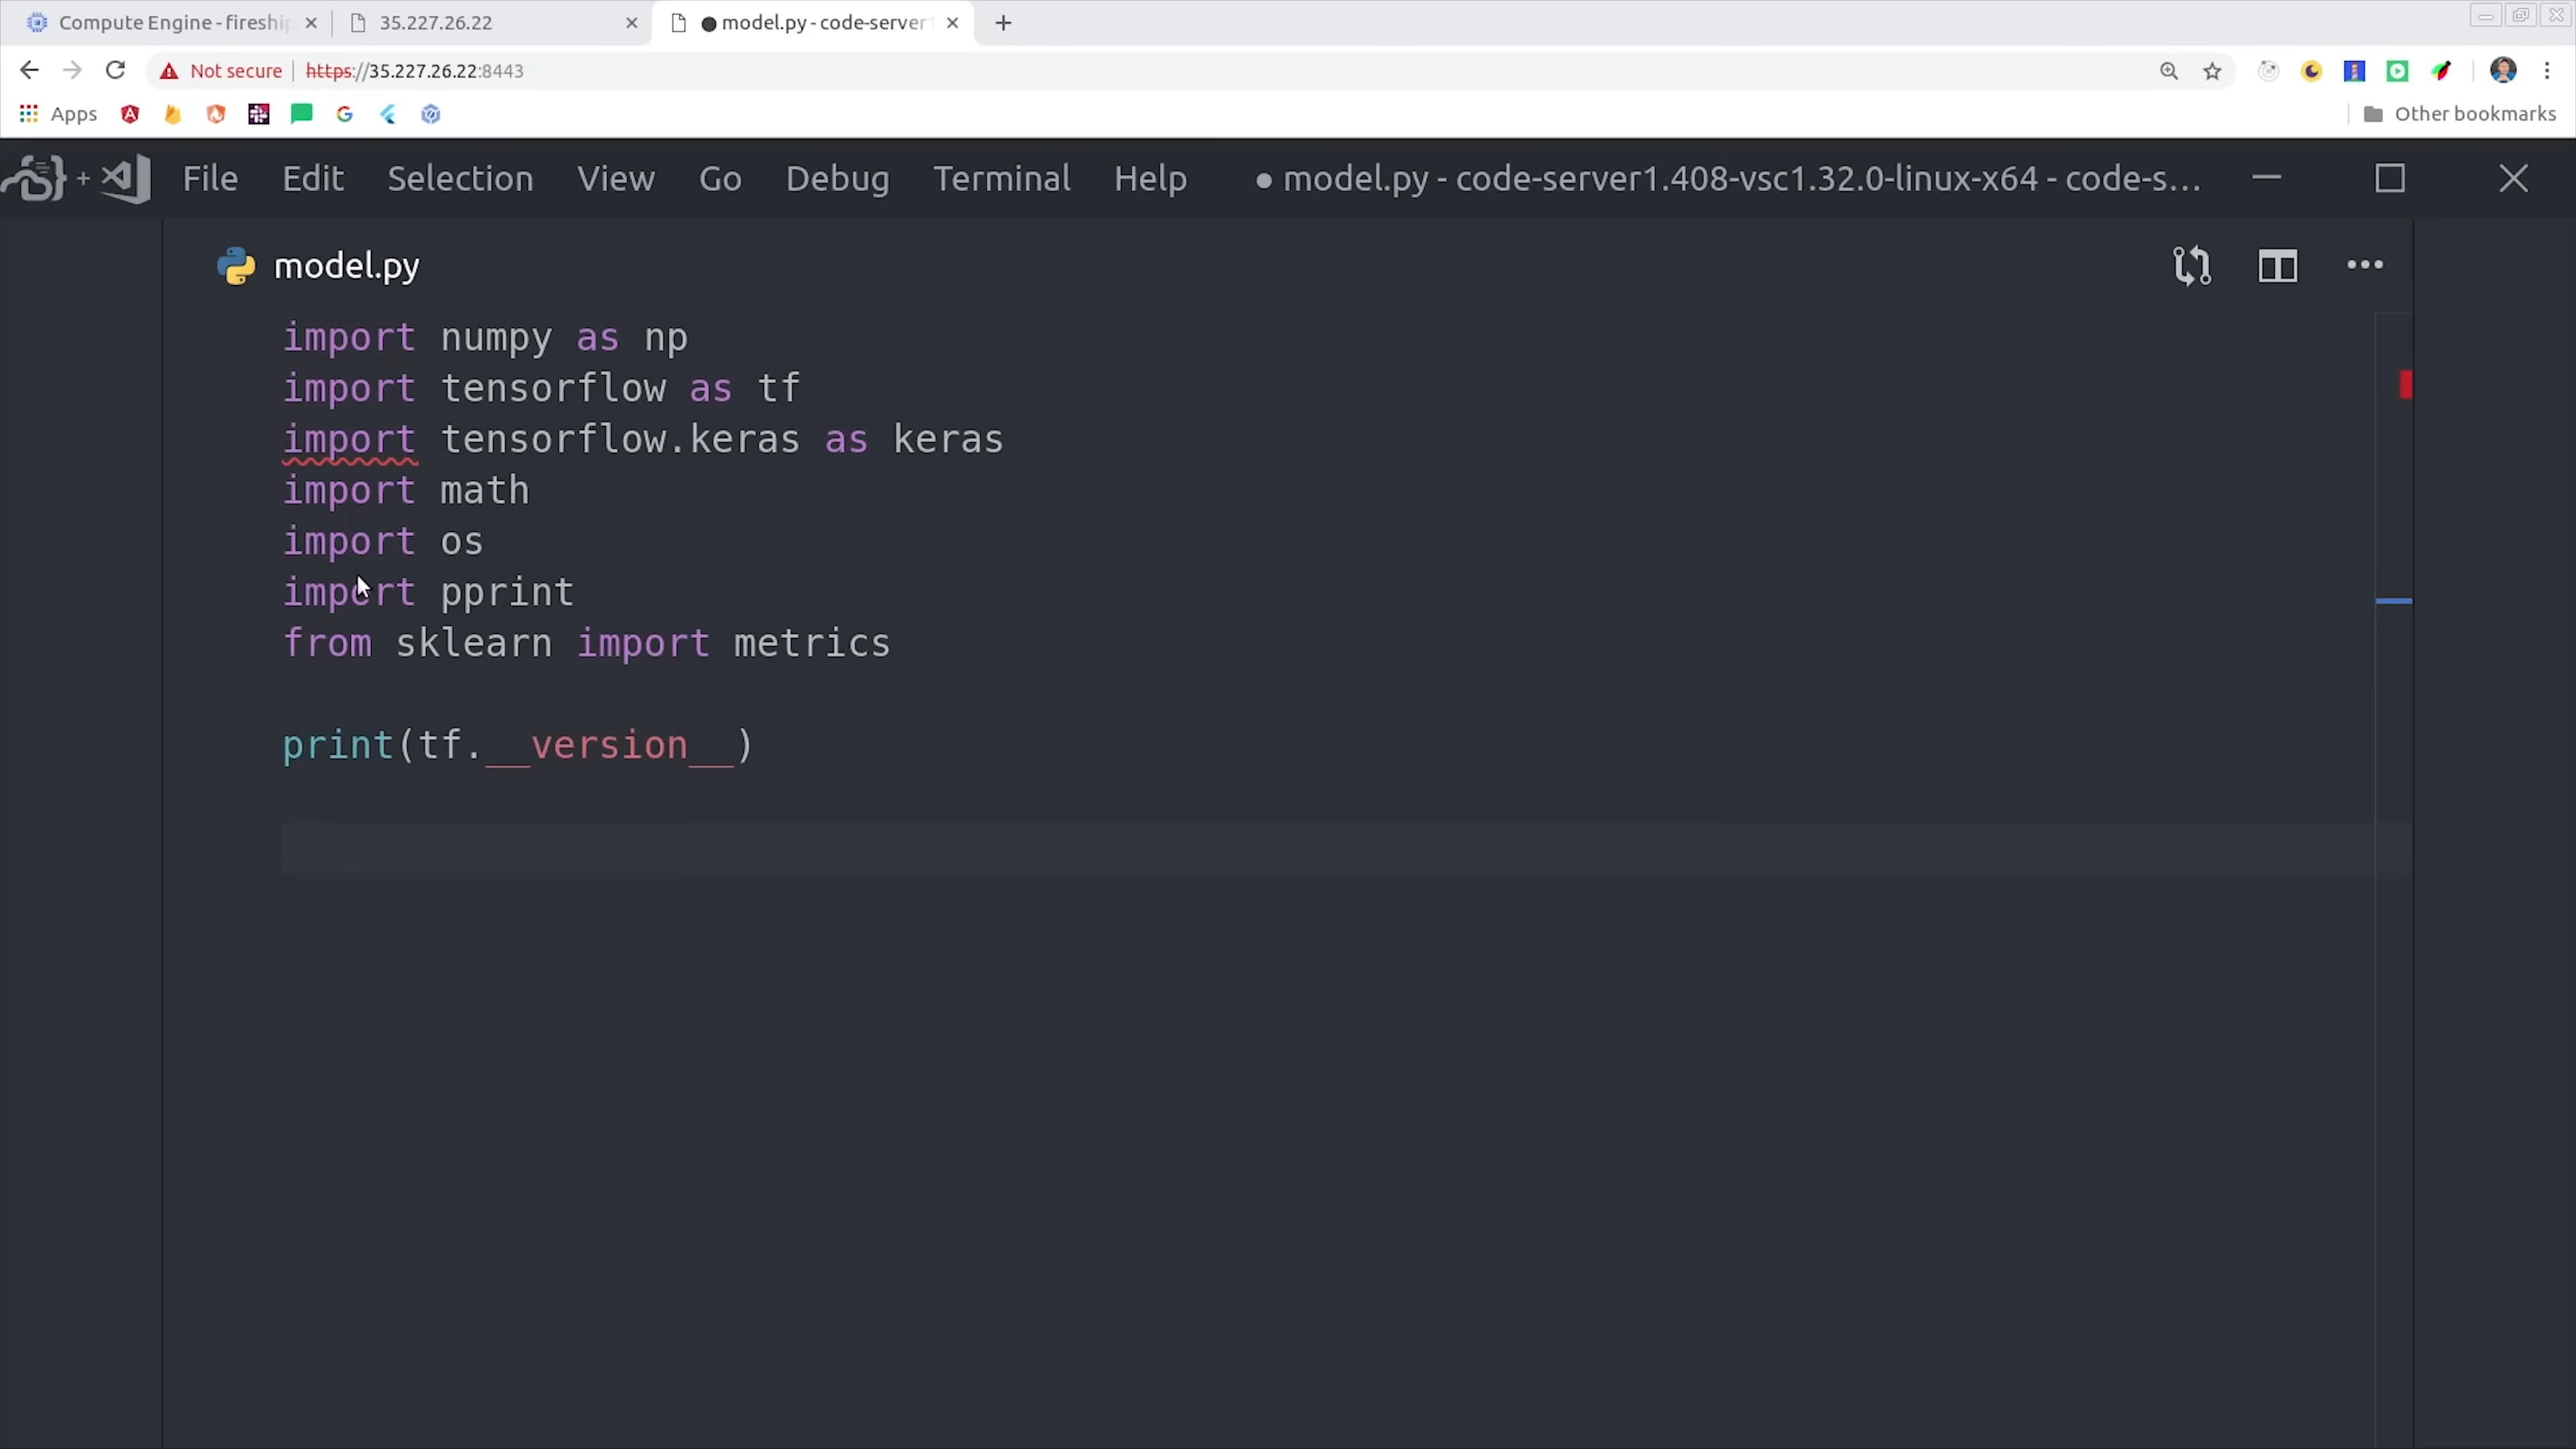 Compute Engine - fireship
35.227.26.22
● model.py - code-server1
Not secure
https://35.227.26.22:8443
Apps
Other bookmarks
File Edit Selection View Go Debug Terminal Help
● model.py - code-server1.408-vsc1.32.0-linux-x64 - code-s...
model.py
import numpy as np
import tensorflow as tf
import tensorflow.keras as keras
import math
import os
import pprint
from sklearn import metrics
print(tf.__version__)